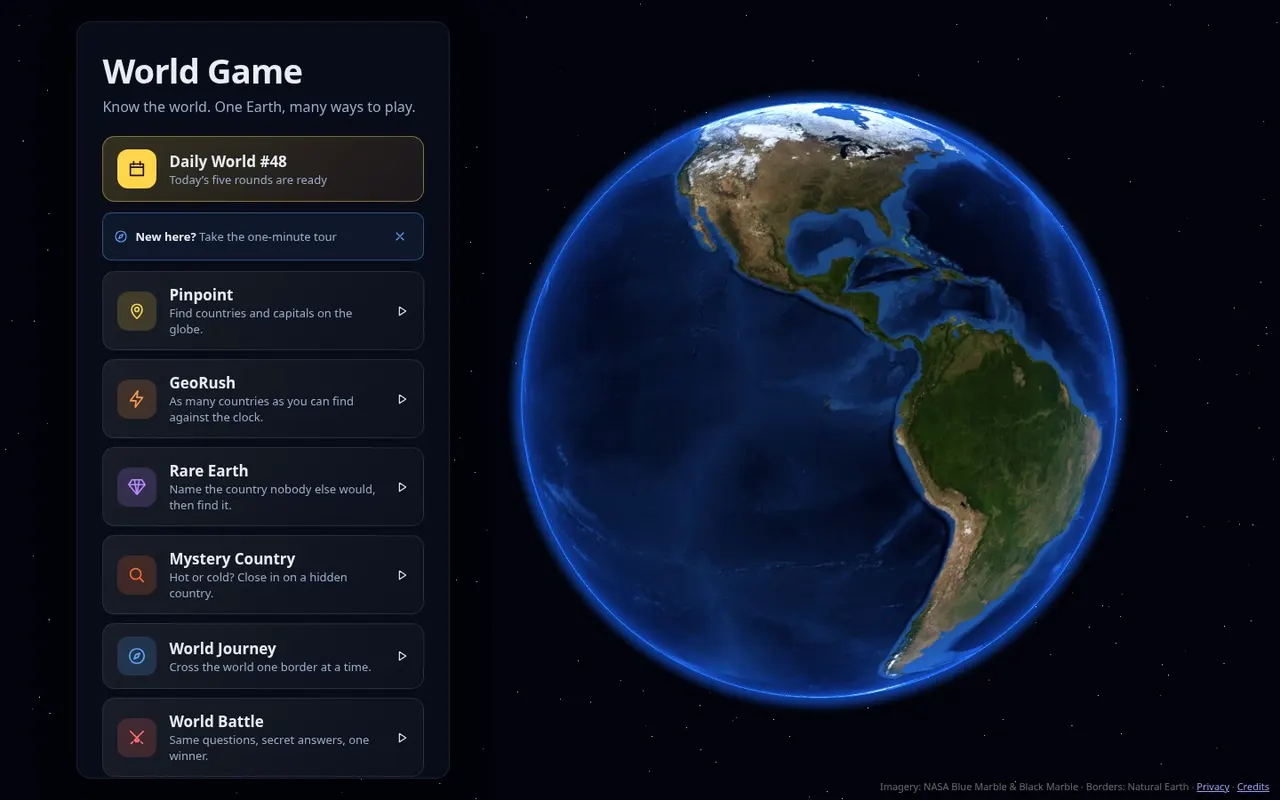 World Game
Know the world. One Earth, many ways to play.
Daily World #48
Today's five rounds are ready
New here? Take the one-minute tour
Pinpoint
Find countries and capitals on the
globe.
GeoRush
As many countries as you can find
against the clock.
Rare Earth
Name the country nobody else would,
then find it.
Mystery Country
Hot or cold? Close in on a hidden
country.
World Journey
Cross the world one border at a time.
World Battle
Same questions, secret answers, one
winner.
Imagery: NASA Blue Marble & Black Marble · Borders: Natural Earth · Privacy · Credits